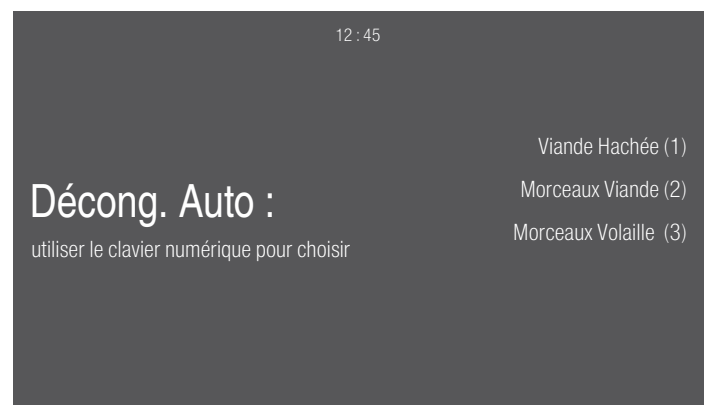 12 : 45
Décong. Auto :
utiliser le clavier numérique pour choisir
Viande Hachée (1)
Morceaux Viande (2)
Morceaux Volaille (3)